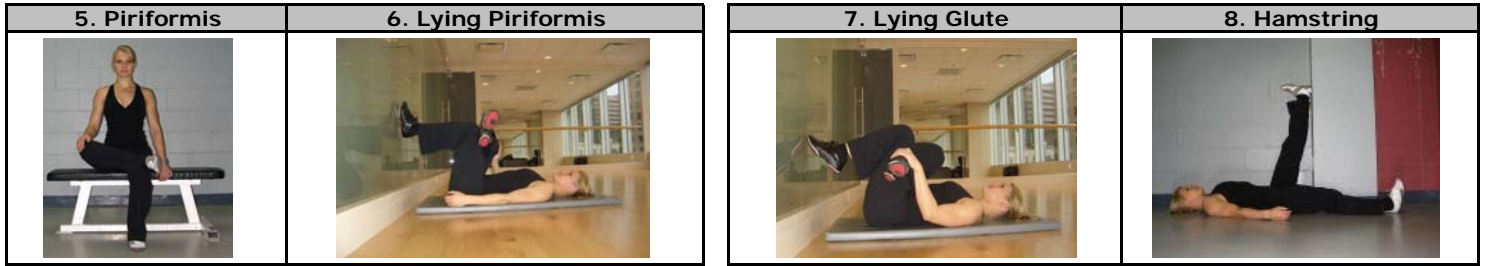 5. Piriformis
6. Lying Piriformis
7. Lying Glute
8. Hamstring